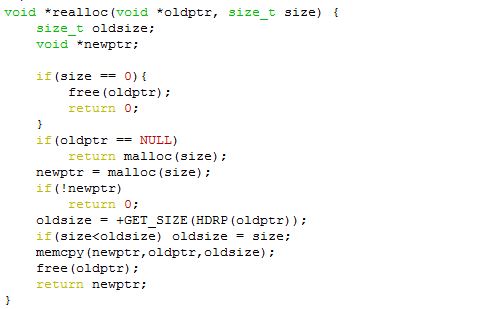 void *realloc(void *oldptr, size_t size) {
    size_t oldsize;
    void *newptr;

    if(size == 0){
        free(oldptr);
        return 0;
    }
    if(oldptr == NULL)
        return malloc(size);
    newptr = malloc(size);
    if(!newptr)
        return 0;
    oldsize = +GET_SIZE(HDRP(oldptr));
    if(size<oldsize) oldsize = size;
    memcpy(newptr,oldptr,oldsize);
    free(oldptr);
    return newptr;
}